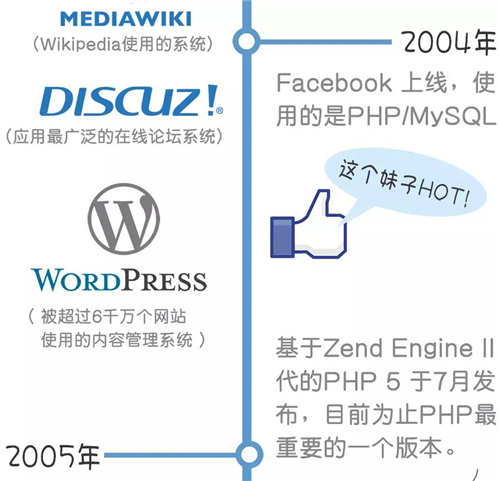 MEDIAWIKI
(Wikipedia使用的系统)
DISCUZ!®
(应用最广泛的在线论坛系统)
W
WORDPRESS
( 被超过6千万个网站
使用的内容管理系统 )
2004年
Facebook 上线，使
用的是PHP/MySQL
这个妹子HOT!
基于Zend Engine II
代的PHP 5 于7月发
布，目前为止PHP最
重要的一个版本。
2005年